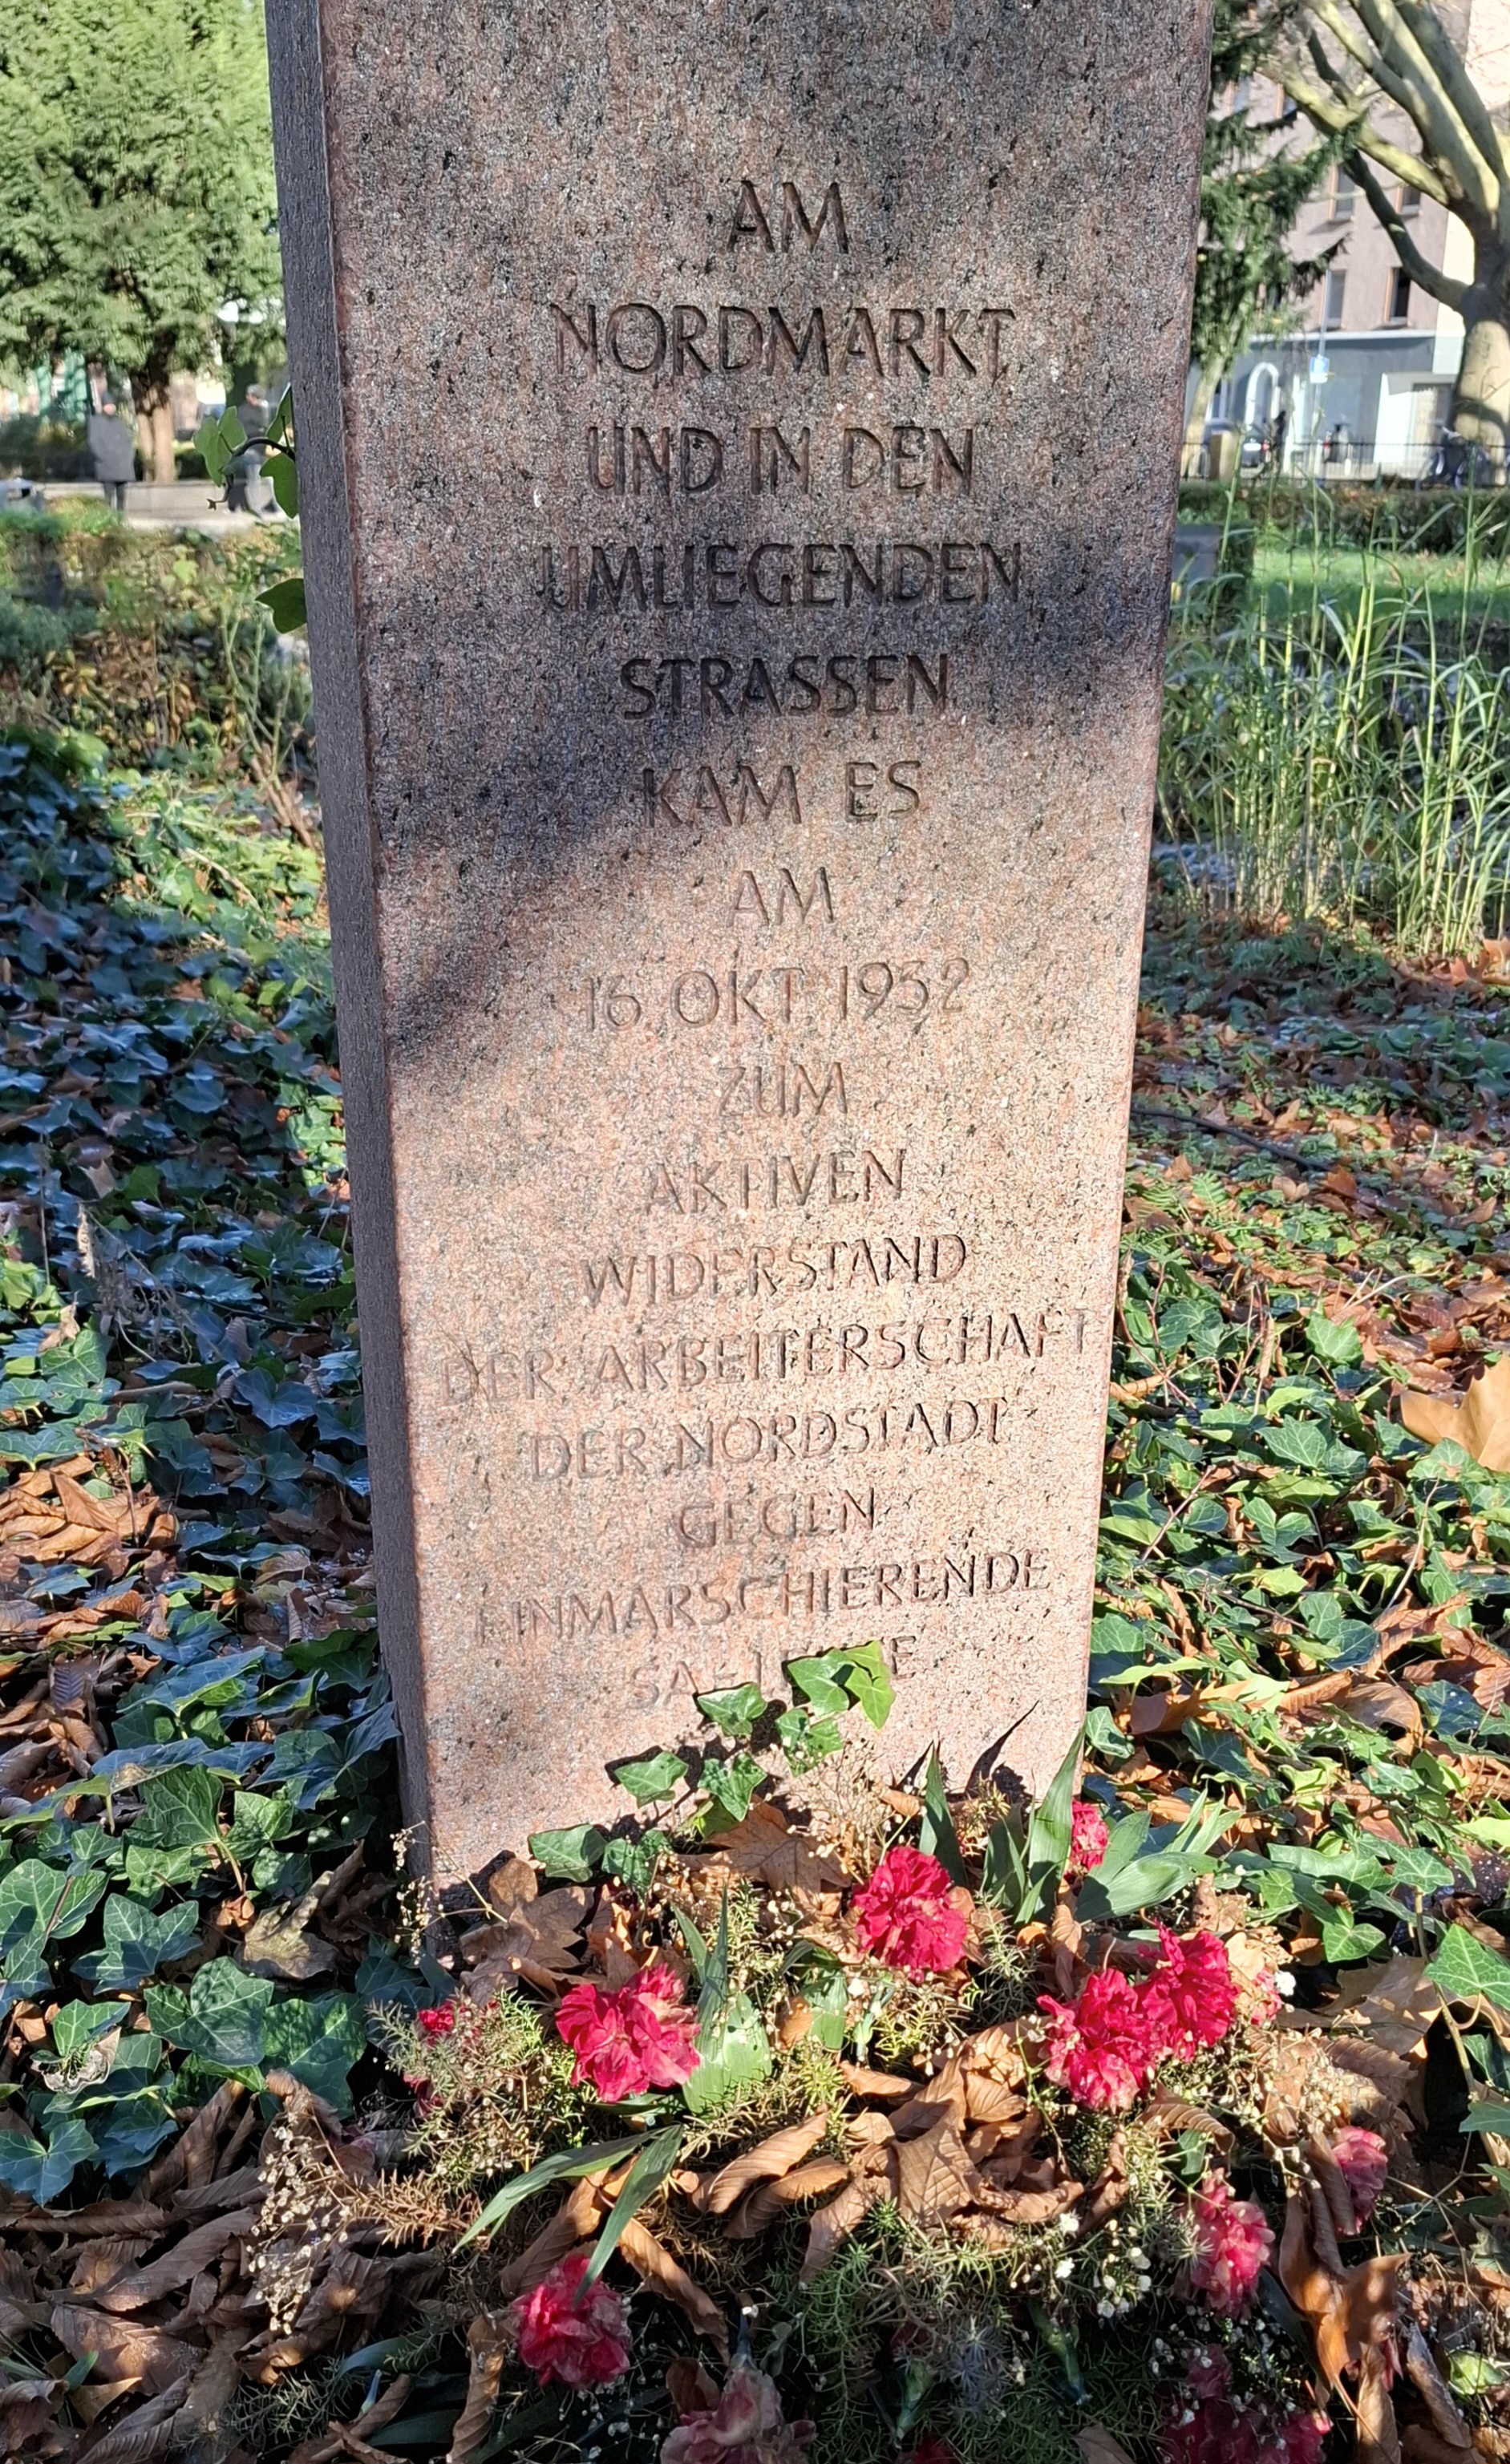 AM
NORDMARKT
UND IN DEN
UMLIEGENDEN
STRASSEN
KAM ES
AM
16. OKT. 1932
ZUM
AKTIVEN
WIDERSTAND
DER ARBEITERSCHAFT
DER NORDSTADT
GEGEN
EINMARSCHIERENDE
SA-